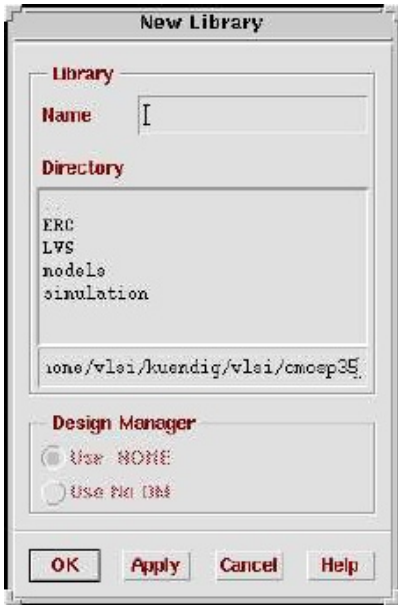 New Library
Library
Name
Directory
..
ERC
LVS
models
simulation
ome/vlsi/kuendig/vlsi/cmosp35
Design Manager
Use NONE
Use No DM
OK Apply Cancel Help